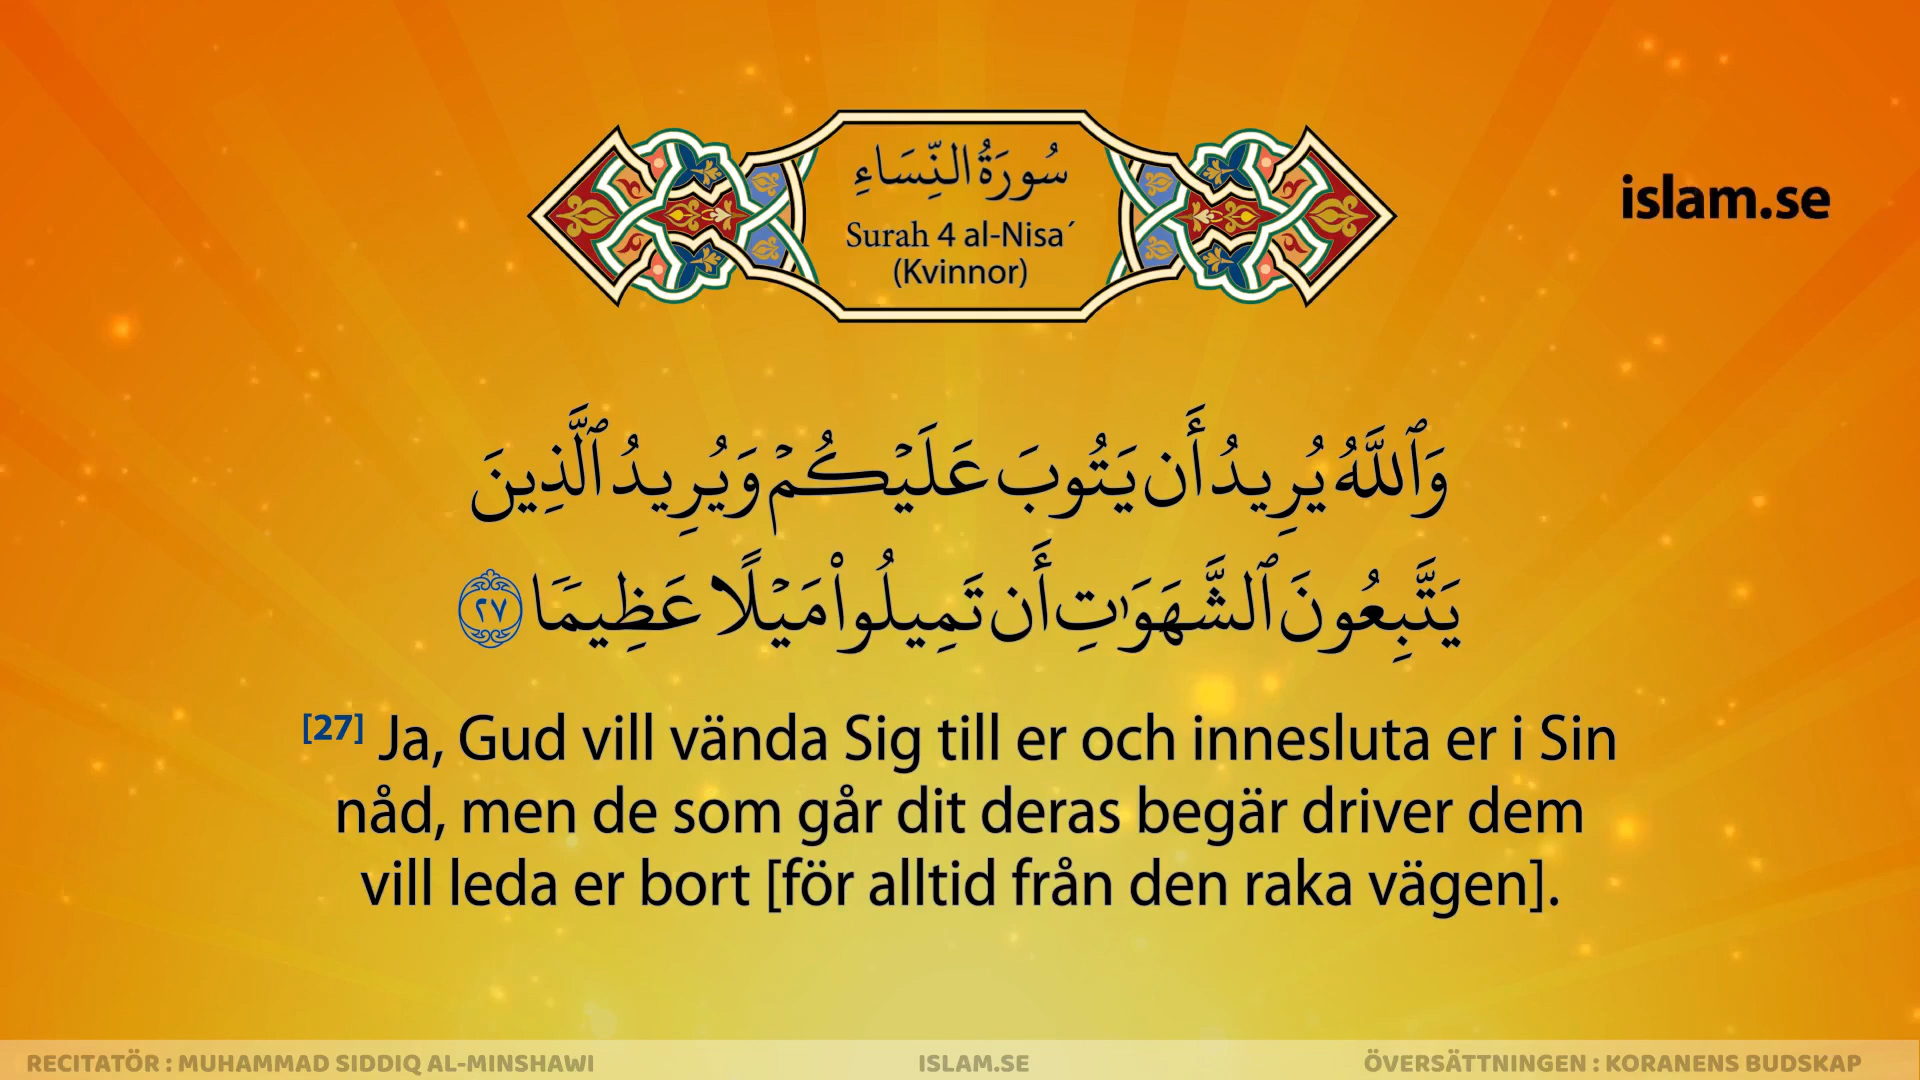 سُورَةُ النِّسَاءِ
Surah 4 al-Nisa´
(Kvinnor)
islam.se
وَٱللَّهُ يُرِيدُ أَن يَتُوبَ عَلَيْكُمْ وَيُرِيدُ ٱلَّذِينَ
يَتَّبِعُونَ ٱلشَّهَوَٰتِ أَن تَمِيلُوا۟ مَيْلًا عَظِيمًا ٢٧
[27] Ja, Gud vill vända Sig till er och innesluta er i Sin
nåd, men de som går dit deras begär driver dem
vill leda er bort [för alltid från den raka vägen].
RECITATÖR : MUHAMMAD SIDDIQ AL-MINSHAWI
ISLAM.SE
ÖVERSÄTTNINGEN : KORANENS BUDSKAP